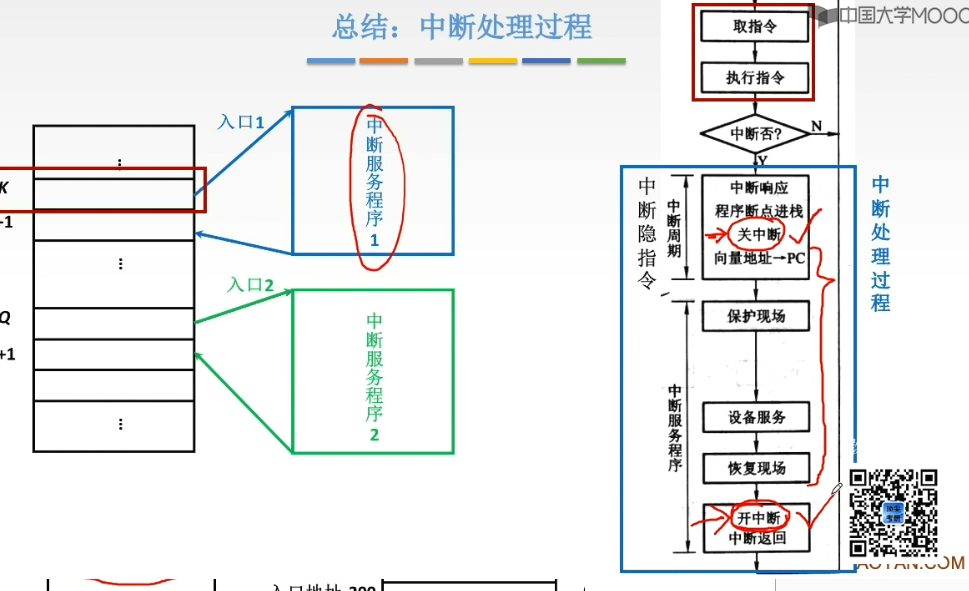 总结：中断处理过程
中国大学MOOC
取指令
执行指令
中断否?
N
Y
入口1
中断服务程序1
⋮
K
+1
⋮
入口2
Q
+1
中断服务程序2
⋮
中断隐指令
中断周期
中断响应
程序断点进栈
关中断
向量地址→PC
中断处理过程
保护现场
中断服务程序
设备服务
恢复现场
开中断
中断返回
入口地址 200